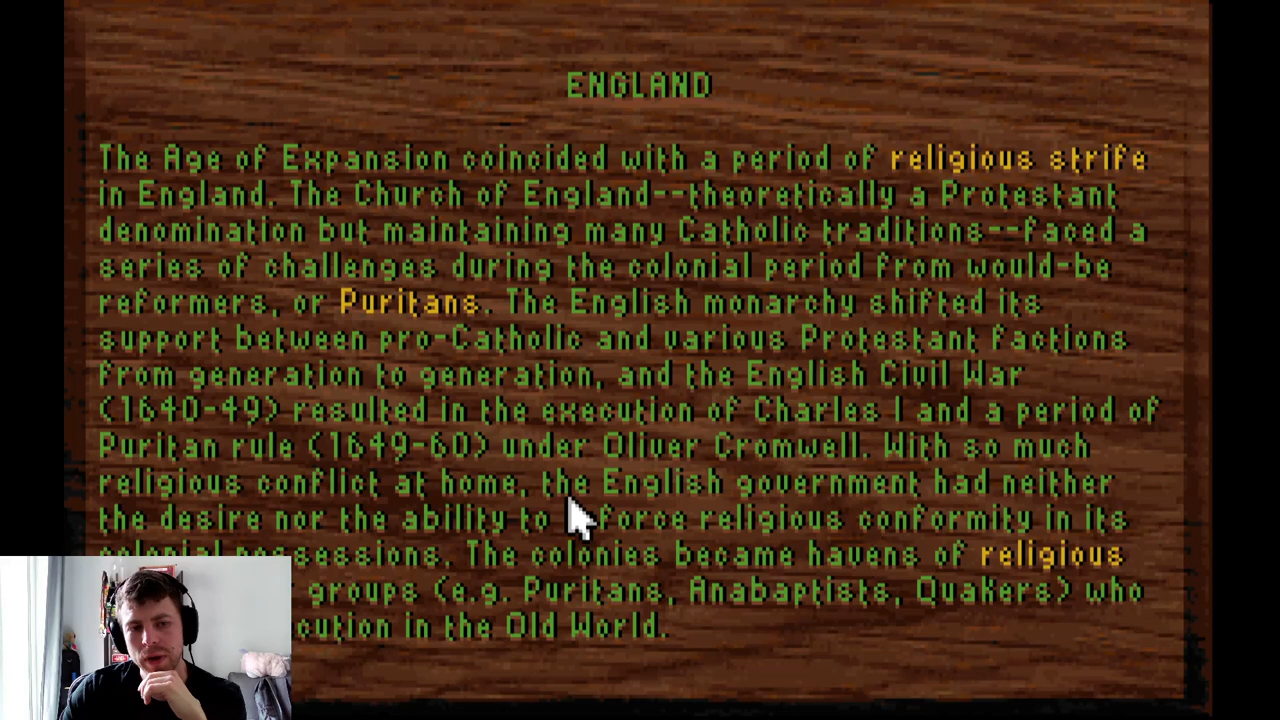 ENGLAND
The Age of Expansion coincided with a period of religious strife
in England. The Church of England--theoretically a Protestant
denomination but maintaining many Catholic traditions--faced a
series of challenges during the colonial period from would-be
reformers, or Puritans. The English monarchy shifted its
support between pro-Catholic and various Protestant factions
from generation to generation, and the English Civil War
(1640-49) resulted in the execution of Charles I and a period of
Puritan rule (1649-60) under Oliver Cromwell. With so much
religious conflict at home, the English government had neither
the desire nor the ability to force religious conformity in its
colonial possessions. The colonies became havens of religious
groups (e.g. Puritans, Anabaptists, Quakers) who
in the Old World.